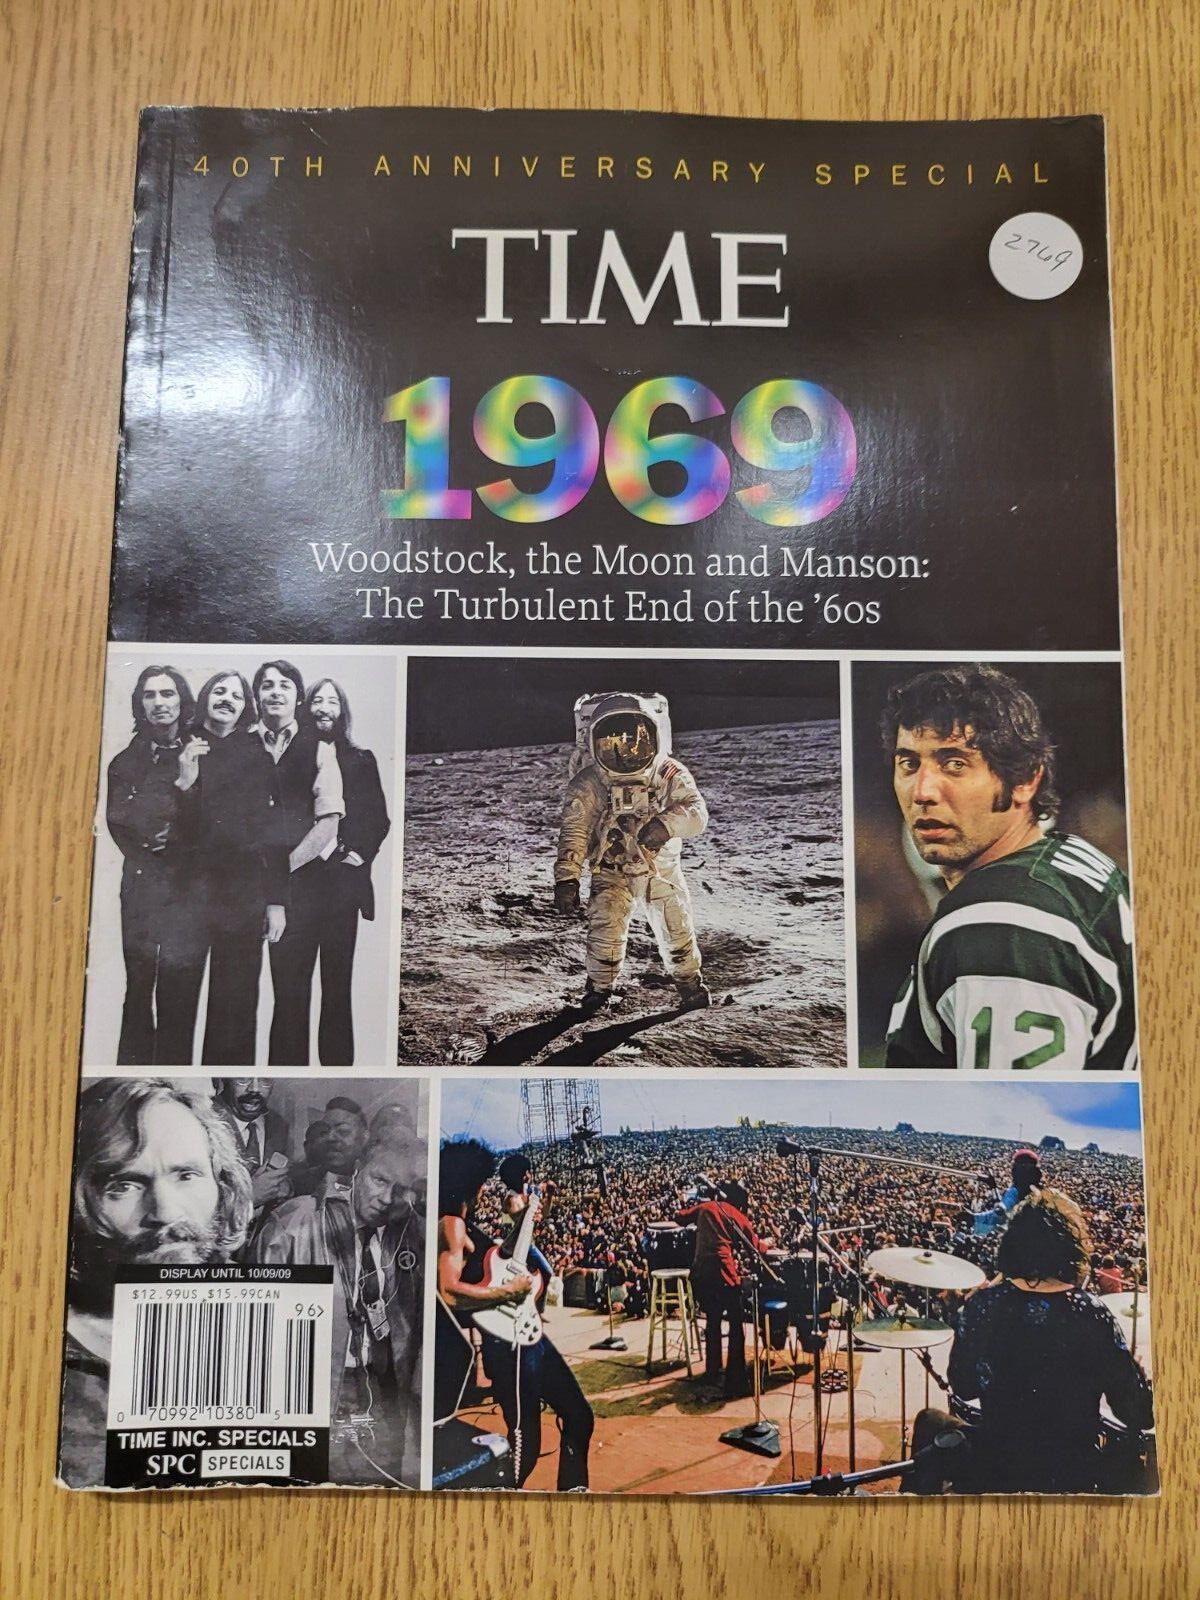 40TH ANNIVERSARY SPECIAL
TIME
2769
1969
Woodstock, the Moon and Manson:
The Turbulent End of the '60s
12
DISPLAY UNTIL 10/09/09
$12.99US $15.99CAN
96>
0 70992 10380 5
TIME INC. SPECIALS
SPC SPECIALS